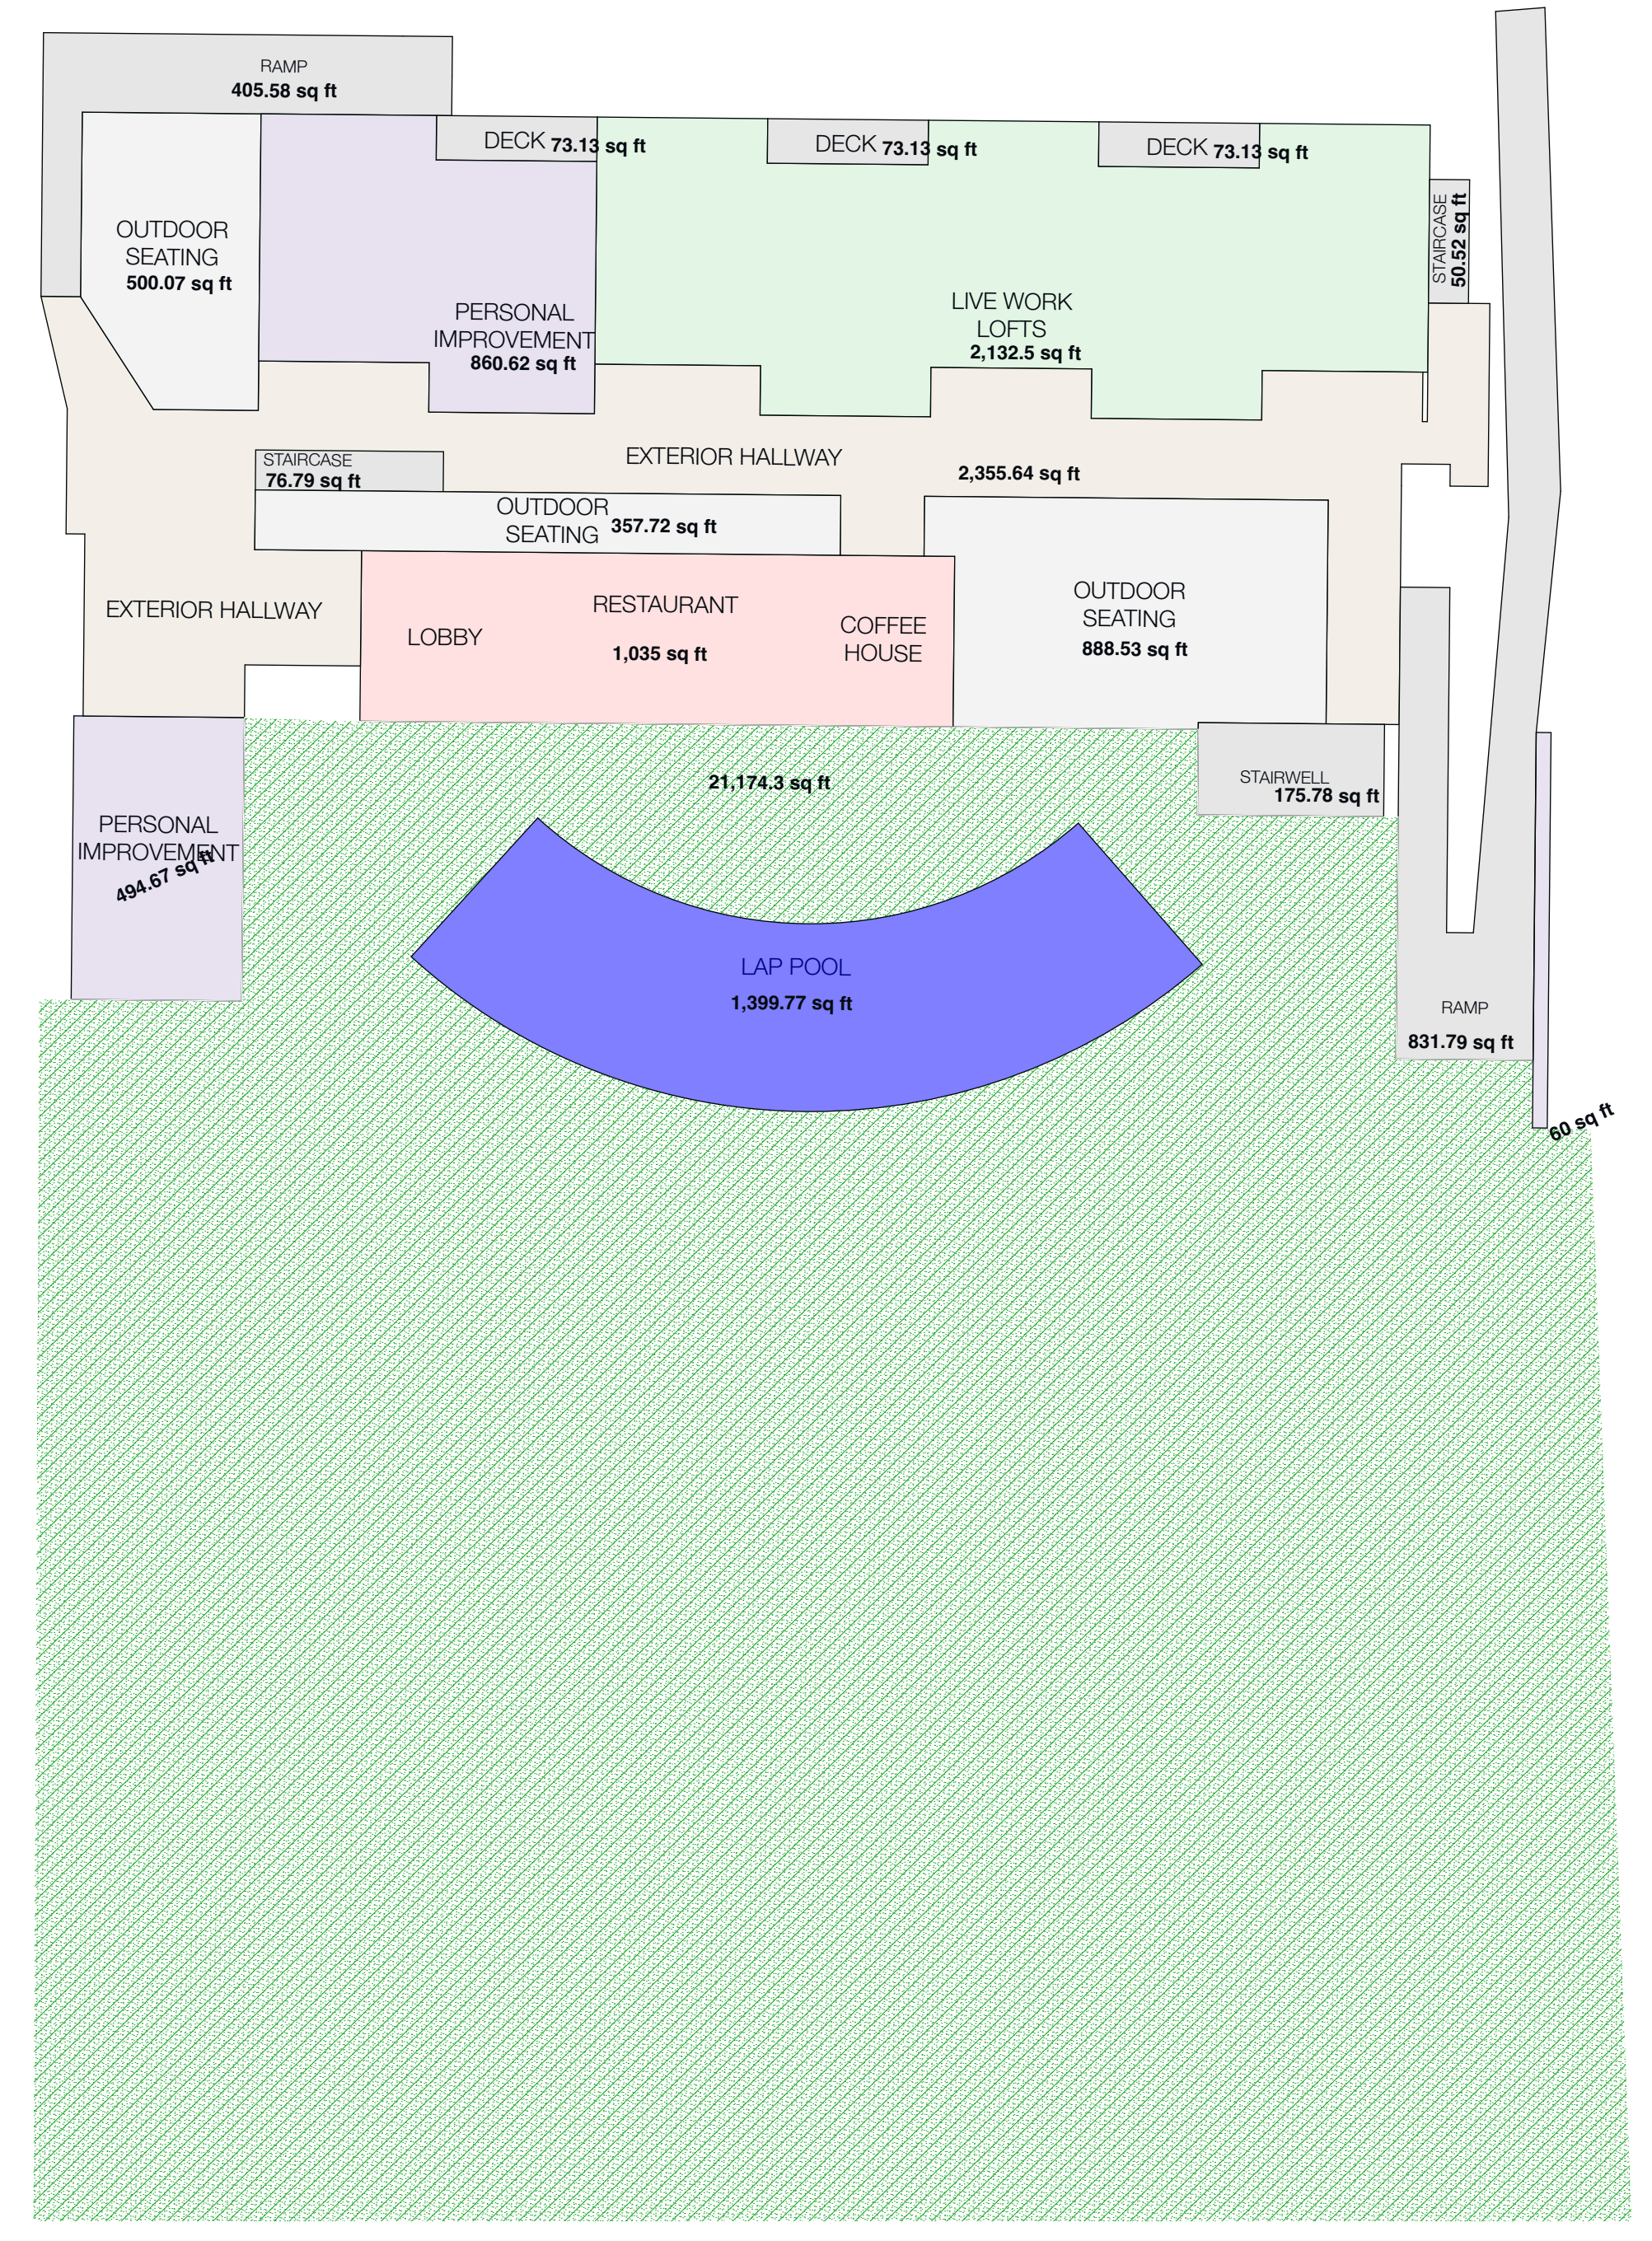 RAMP
405.58 sq ft
DECK 73.13 sq ft
DECK 73.13 sq ft
DECK 73.13 sq ft
OUTDOOR
SEATING
500.07 sq ft
STAIRCASE
50.52 sq ft
PERSONAL
IMPROVEMENT
860.62 sq ft
LIVE WORK
LOFTS
2,132.5 sq ft
STAIRCASE
76.79 sq ft
EXTERIOR HALLWAY
2,355.64 sq ft
OUTDOOR
SEATING 357.72 sq ft
EXTERIOR HALLWAY
LOBBY
RESTAURANT
1,035 sq ft
COFFEE
HOUSE
OUTDOOR
SEATING
888.53 sq ft
21,174.3 sq ft
STAIRWELL
175.78 sq ft
PERSONAL
IMPROVEMENT
494.67 sq ft
LAP POOL
1,399.77 sq ft
RAMP
831.79 sq ft
60 sq ft